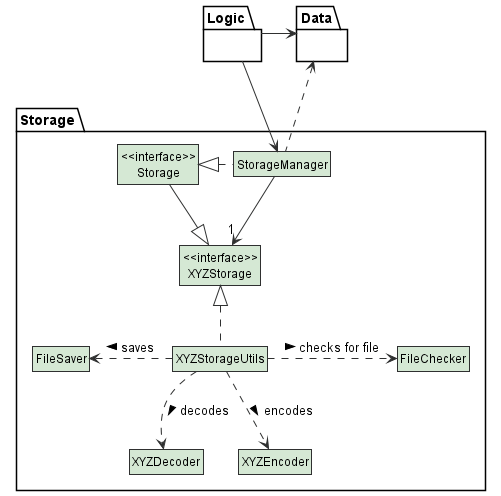 Logic
Data
Storage
<<interface>>
Storage
StorageManager
1
<<interface>>
XYZStorage
FileSaver
saves
XYZStorageUtils
checks for file
FileChecker
decodes
encodes
XYZDecoder
XYZEncoder